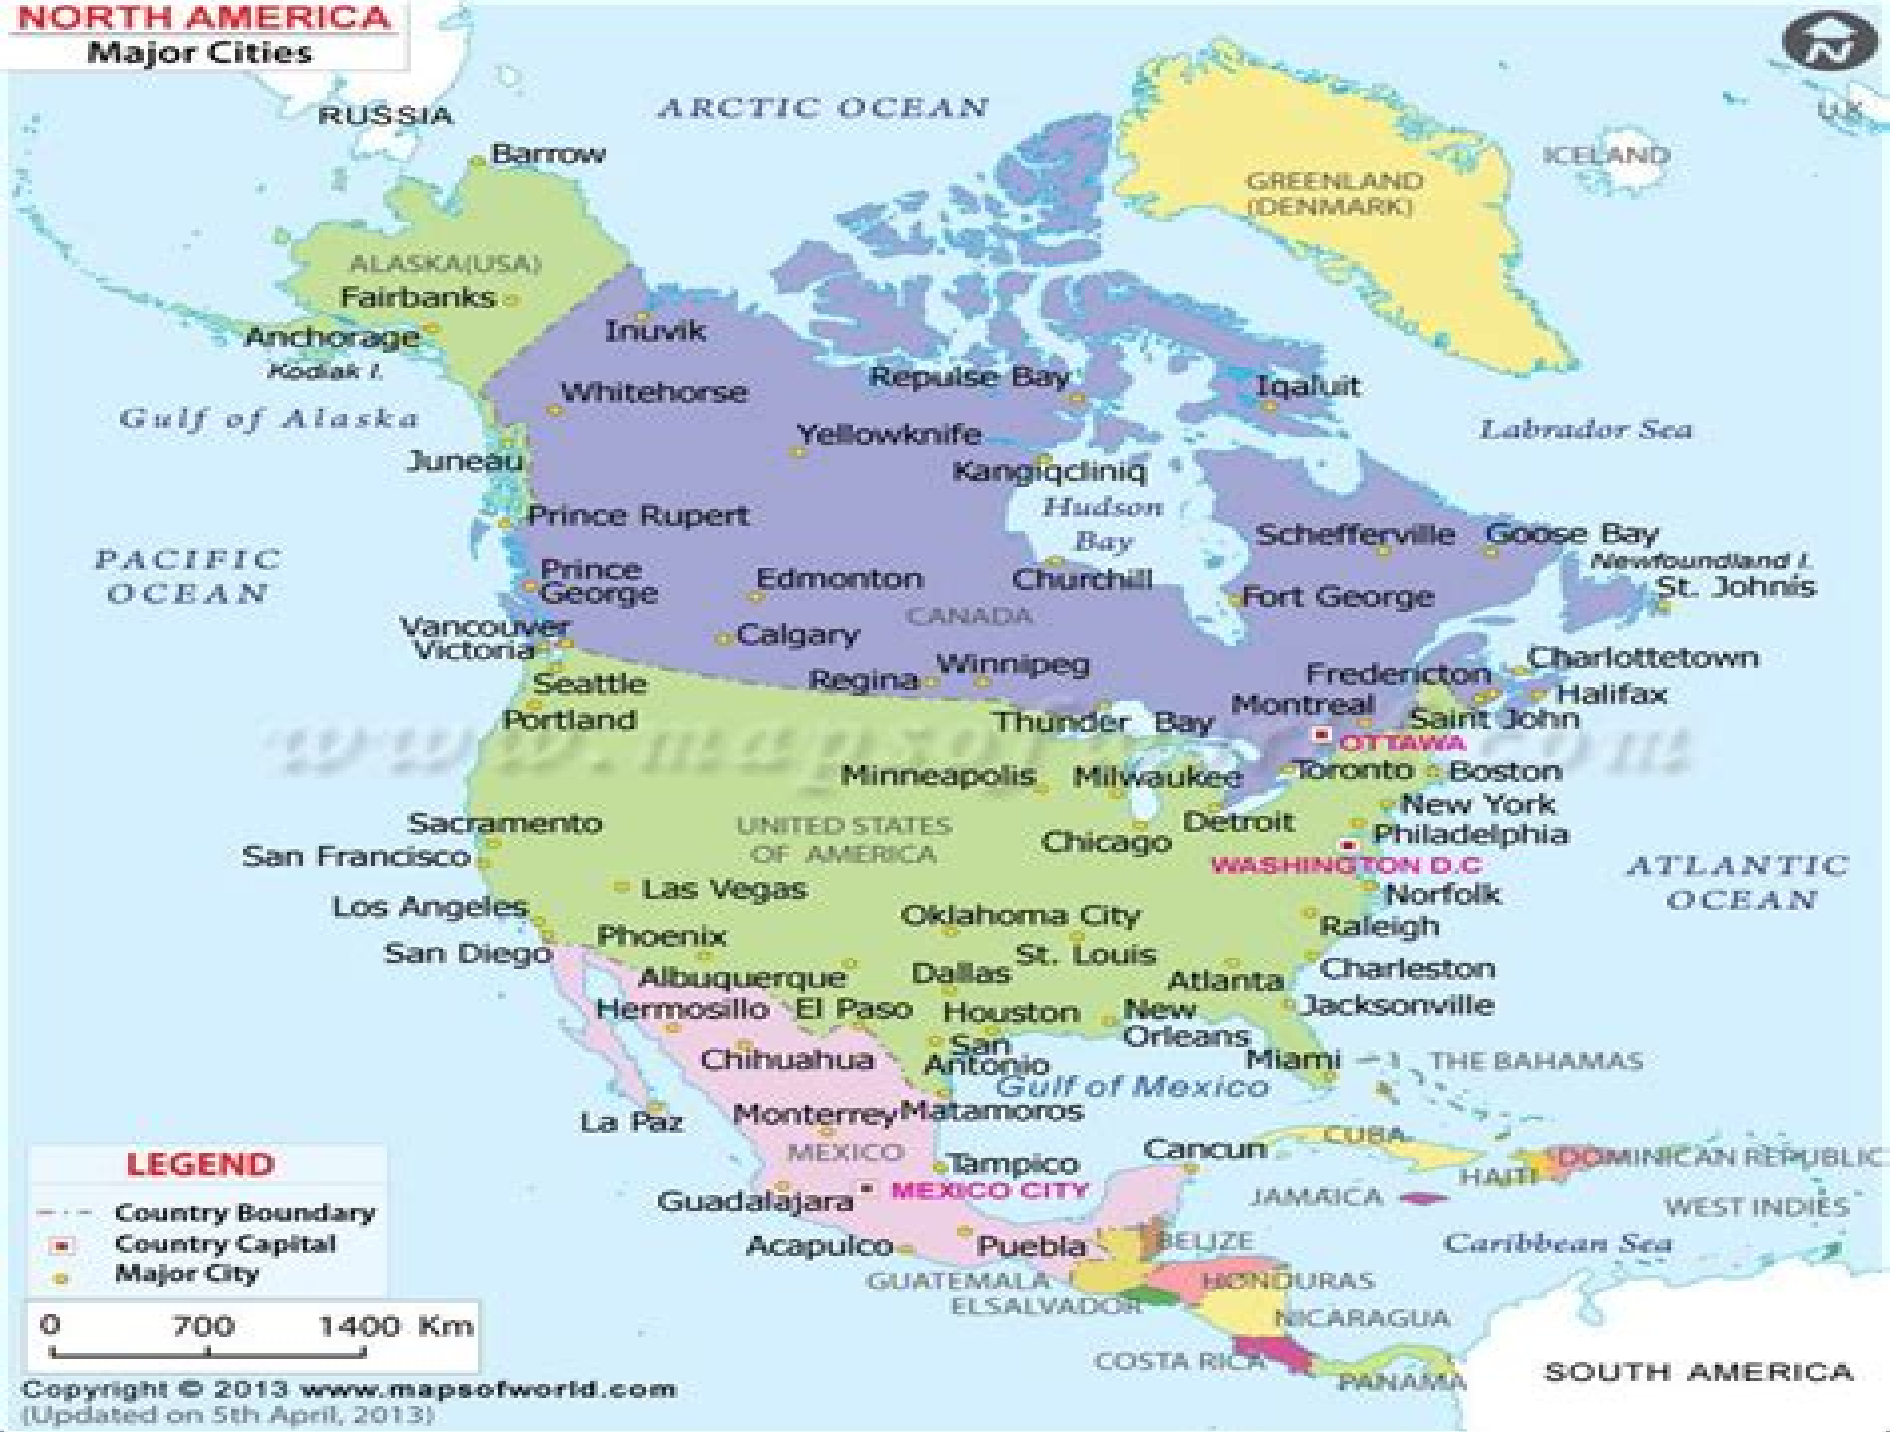 NORTH AMERICA
Major Cities
RUSSIA
ARCTIC OCEAN
U.K
Barrow
ICELAND
GREENLAND
(DENMARK)
ALASKA(USA)
Fairbanks
Anchorage
Inuvik
Kodiak I.
Whitehorse
Repulse Bay
Iqaluit
Gulf of Alaska
Labrador Sea
Yellowknife
Juneau
Kangiqcliniq
Hudson
Bay
Prince Rupert
Schefferville
Goose Bay
PACIFIC
OCEAN
Newfoundland I.
St. Johnis
Prince
George
Edmonton
Churchill
Fort George
CANADA
Vancouver
Victoria
Calgary
Winnipeg
Regina
Charlottetown
Fredericton
Halifax
Seattle
Portland
Thunder Bay
Montreal
Saint John
OTTAWA
Minneapolis
Milwaukee
Toronto
Boston
New York
Sacramento
UNITED STATES
OF AMERICA
Detroit
Philadelphia
Chicago
San Francisco
WASHINGTON D.C
ATLANTIC
OCEAN
Las Vegas
Norfolk
Los Angeles
Oklahoma City
Raleigh
Phoenix
San Diego
St. Louis
Albuquerque
Dallas
Atlanta
Charleston
Hermosillo
El Paso
Houston
New
Orleans
Jacksonville
San
Antonio
Chihuahua
Miami
THE BAHAMAS
Gulf of Mexico
La Paz
Monterrey
Matamoros
MEXICO
Cancun
CUBA
Tampico
DOMINICAN REPUBLIC
HAITI
Guadalajara
MEXICO CITY
JAMAICA
WEST INDIES
Acapulco
Puebla
BELIZE
Caribbean Sea
GUATEMALA
HONDURAS
ELSALVADOR
NICARAGUA
COSTA RICA
PANAMA
SOUTH AMERICA
LEGEND
Country Boundary
Country Capital
Major City
0 700 1400 Km
Copyright © 2013 www.mapsofworld.com
(Updated on 5th April, 2013)
N